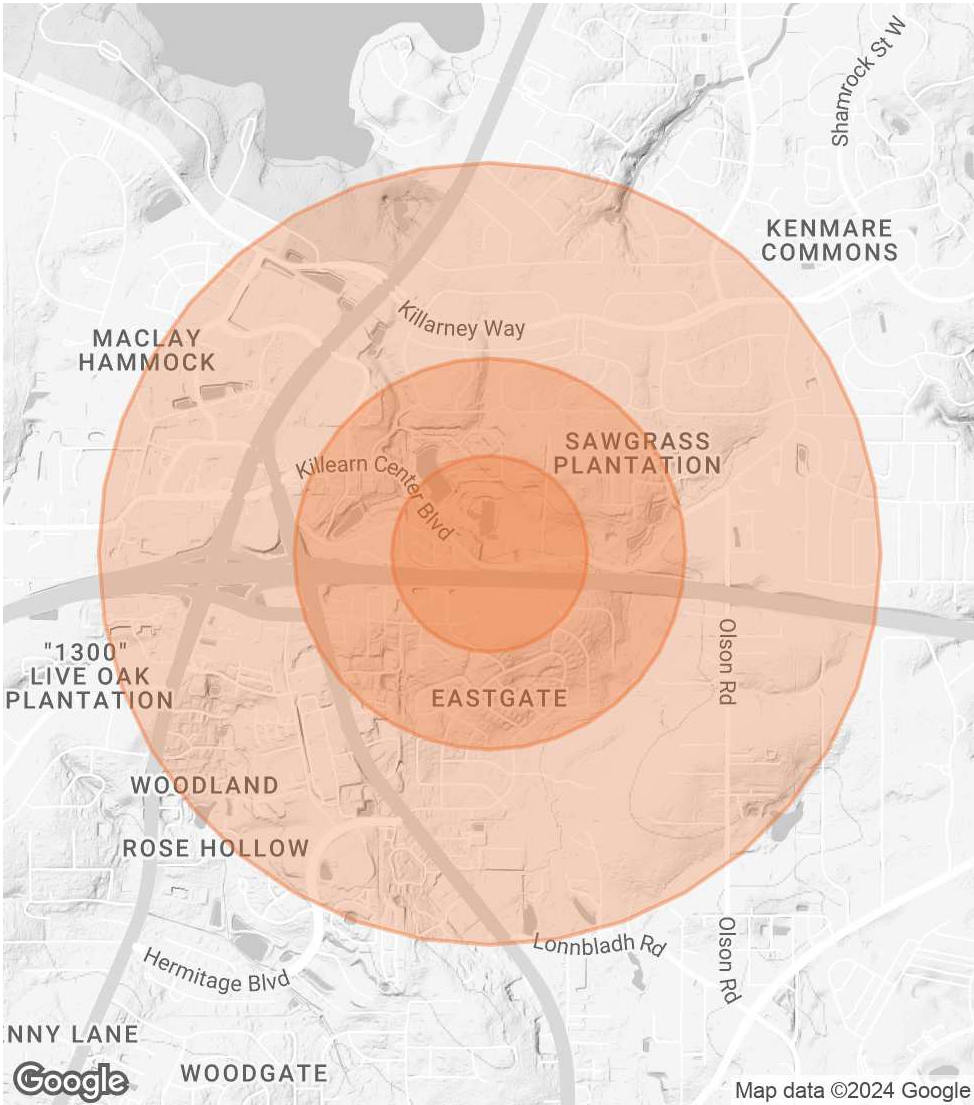 Shamrock St W
KENMARE
COMMONS
Killarney Way
MACLAY
HAMMOCK
SAWGRASS
PLANTATION
Killearn Center Blvd
"1300"
LIVE OAK
PLANTATION
Olson Rd
EASTGATE
WOODLAND
ROSE HOLLOW
Lonnbladh Rd
Olson Rd
Hermitage Blvd
ENNY LANE
WOODGATE
Google
Map data ©2024 Google